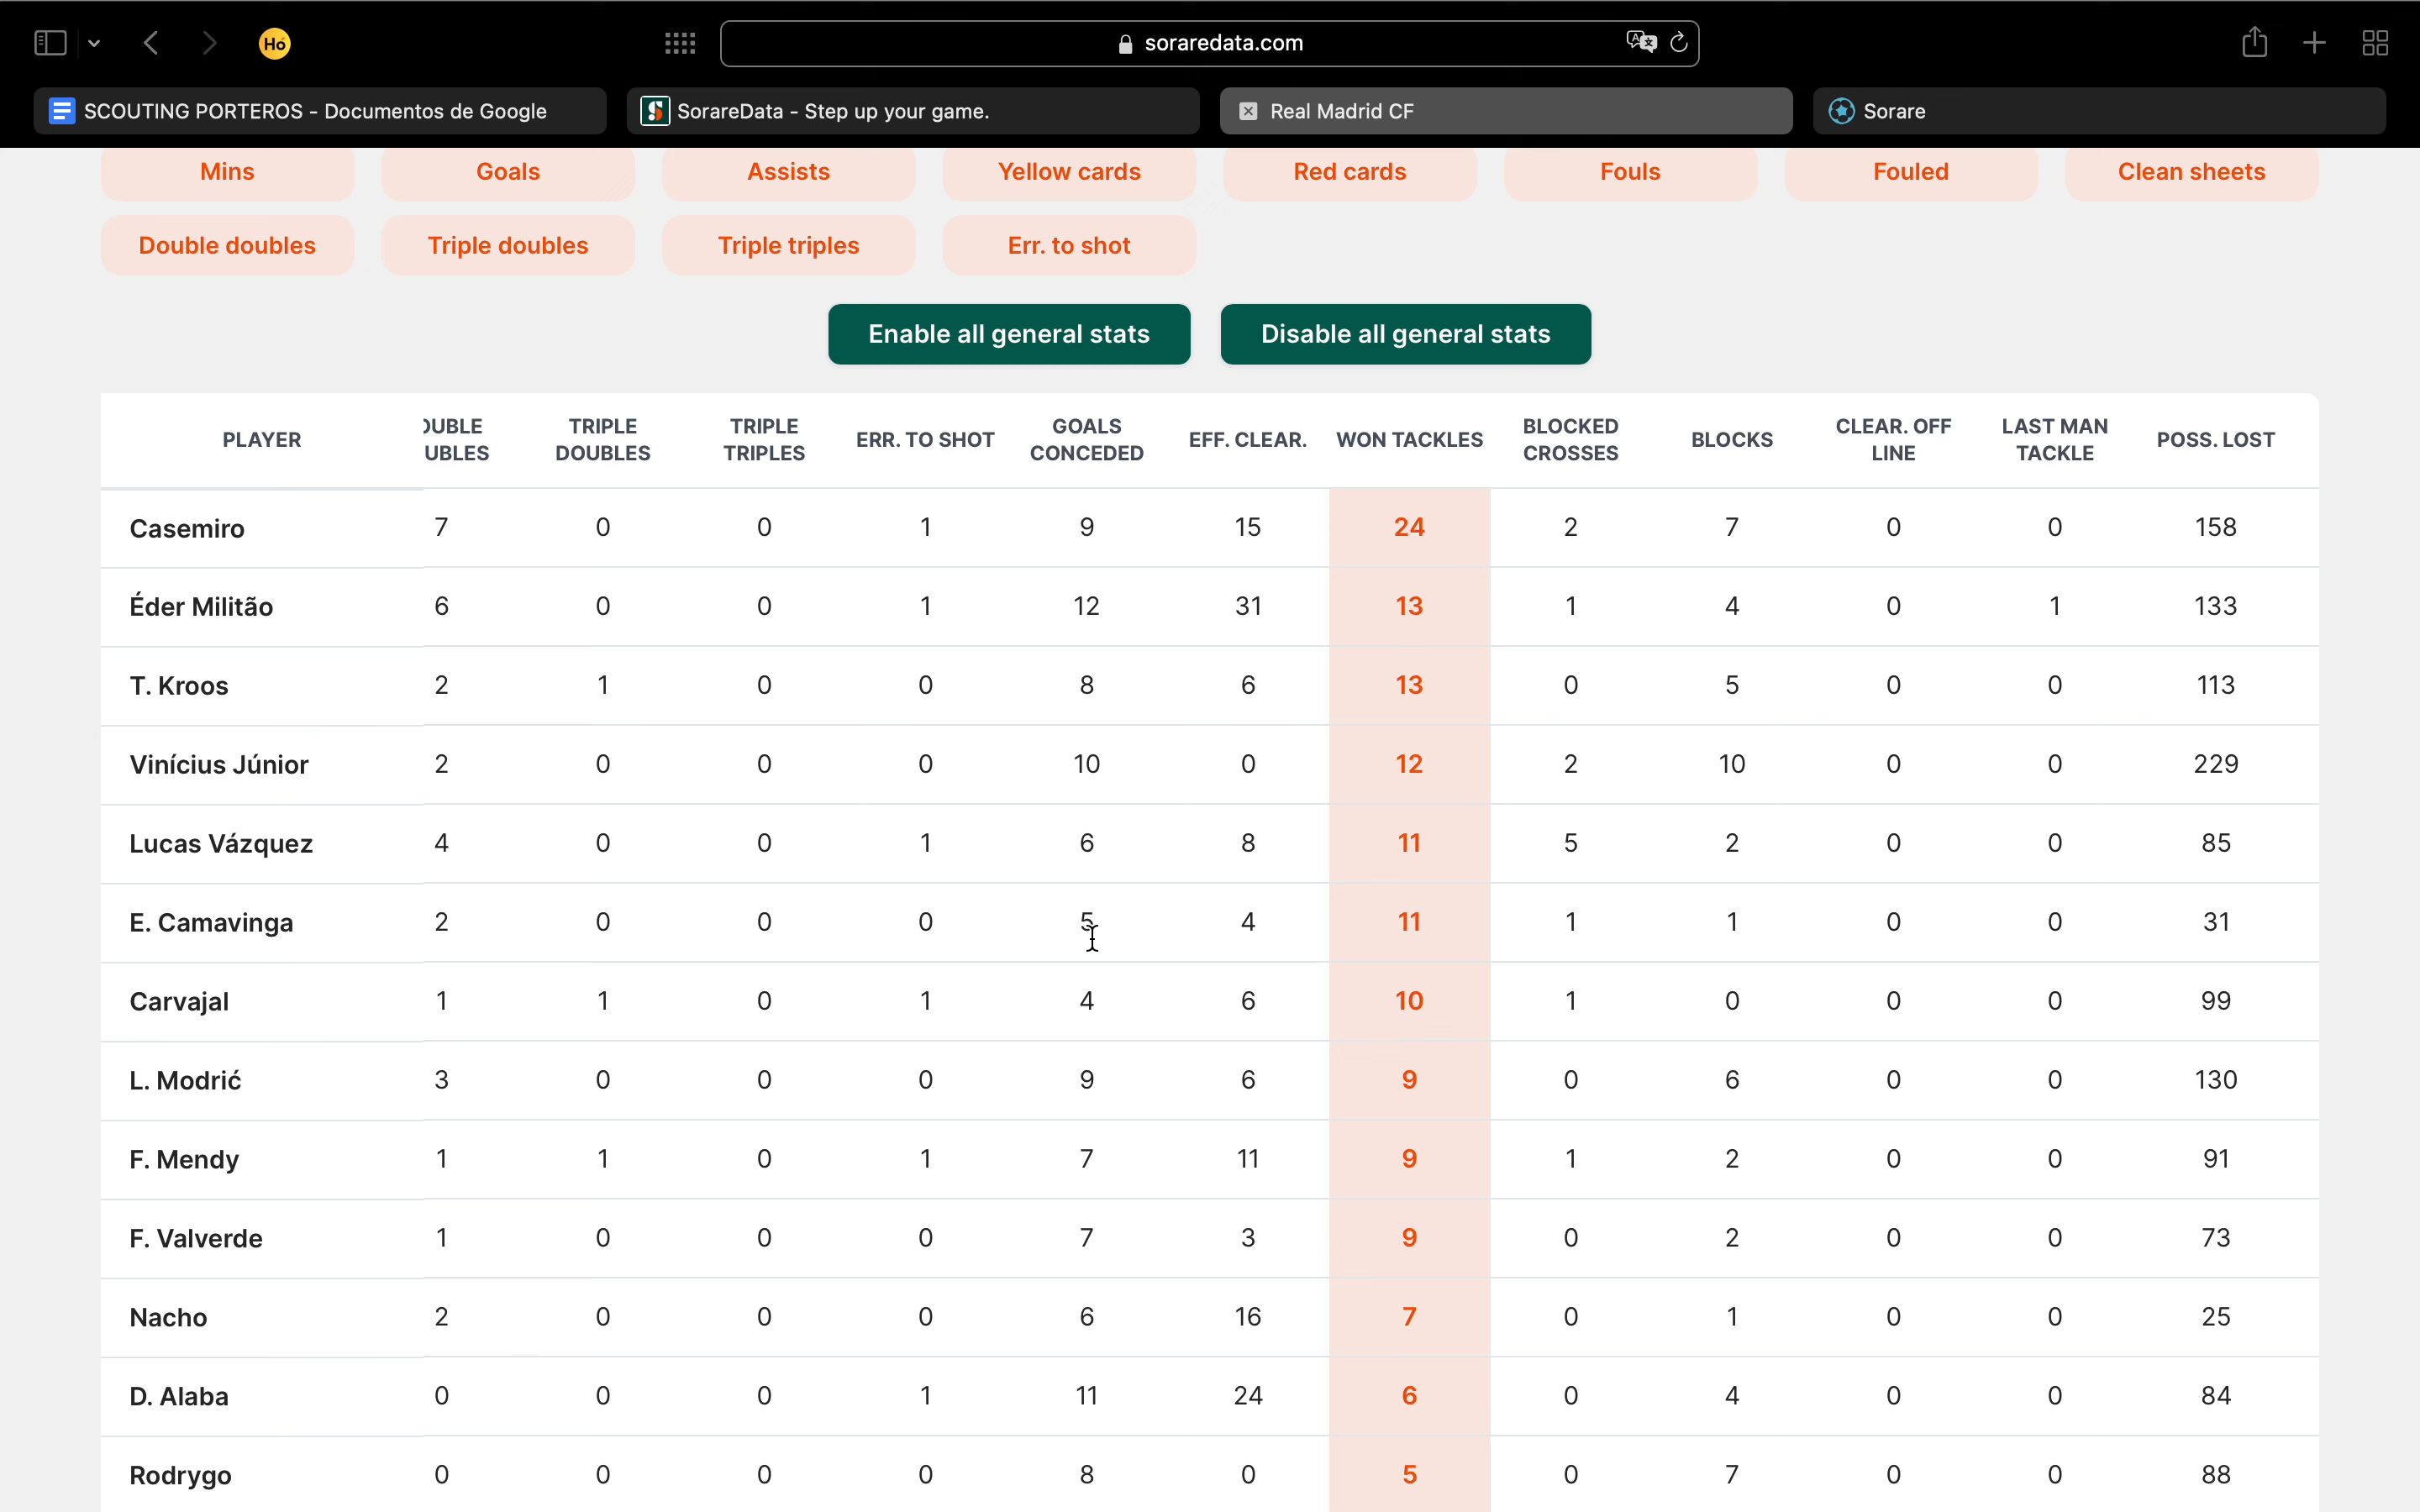 Hó
soraredata.com
SCOUTING PORTEROS - Documentos de Google
SorareData - Step up your game.
Real Madrid CF
Sorare
Mins Goals Assists Yellow cards Red cards Fouls Fouled Clean sheets
Double doubles Triple doubles Triple triples Err. to shot
Enable all general stats Disable all general stats
PLAYER OUBLE UBLES TRIPLE DOUBLES TRIPLE TRIPLES ERR. TO SHOT GOALS CONCEDED EFF. CLEAR. WON TACKLES BLOCKED CROSSES BLOCKS CLEAR. OFF LINE LAST MAN TACKLE POSS. LOST
Casemiro 7 0 0 1 9 15 24 2 7 0 0 158
Éder Militão 6 0 0 1 12 31 13 1 4 0 1 133
T. Kroos 2 1 0 0 8 6 13 0 5 0 0 113
Vinícius Júnior 2 0 0 0 10 0 12 2 10 0 0 229
Lucas Vázquez 4 0 0 1 6 8 11 5 2 0 0 85
E. Camavinga 2 0 0 0 5 4 11 1 1 0 0 31
Carvajal 1 1 0 1 4 6 10 1 0 0 0 99
L. Modrić 3 0 0 0 9 6 9 0 6 0 0 130
F. Mendy 1 1 0 1 7 11 9 1 2 0 0 91
F. Valverde 1 0 0 0 7 3 9 0 2 0 0 73
Nacho 2 0 0 0 6 16 7 0 1 0 0 25
D. Alaba 0 0 0 1 11 24 6 0 4 0 0 84
Rodrygo 0 0 0 0 8 0 5 0 7 0 0 88